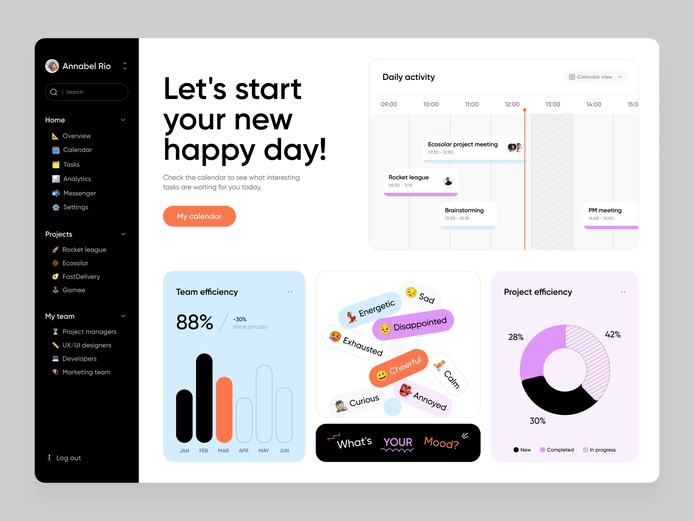 Annabel Rio
Search
Home
Overview
Calendar
Tasks
Analytics
Messenger
Settings
Projects
Rocket league
Ecosolar
FastDelivery
Gamee
My team
Project managers
UX/UI designers
Developers
Marketing team
Log out
Let's start
your new
happy day!
Check the calendar to see what interesting
tasks are waiting for you today.
My calendar
Daily activity
Calendar view
09:00 10:00 11:00 12:00 13:00 14:00 15:0
Ecosolar project meeting
10:50 – 12:50
Rocket league
09:30 – 11:15
Brainstorming
10:50 – 12:10
PM meeting
14:40 – 16:00
Team efficiency
88%
-30%
since january
JAN FEB MAR APR MAY JUN
Sad
Energetic
Disappointed
Exhausted
Cheerful
Calm
Curious
Annoyed
What's YOUR Mood?
Project efficiency
28%
42%
30%
New Completed In progress